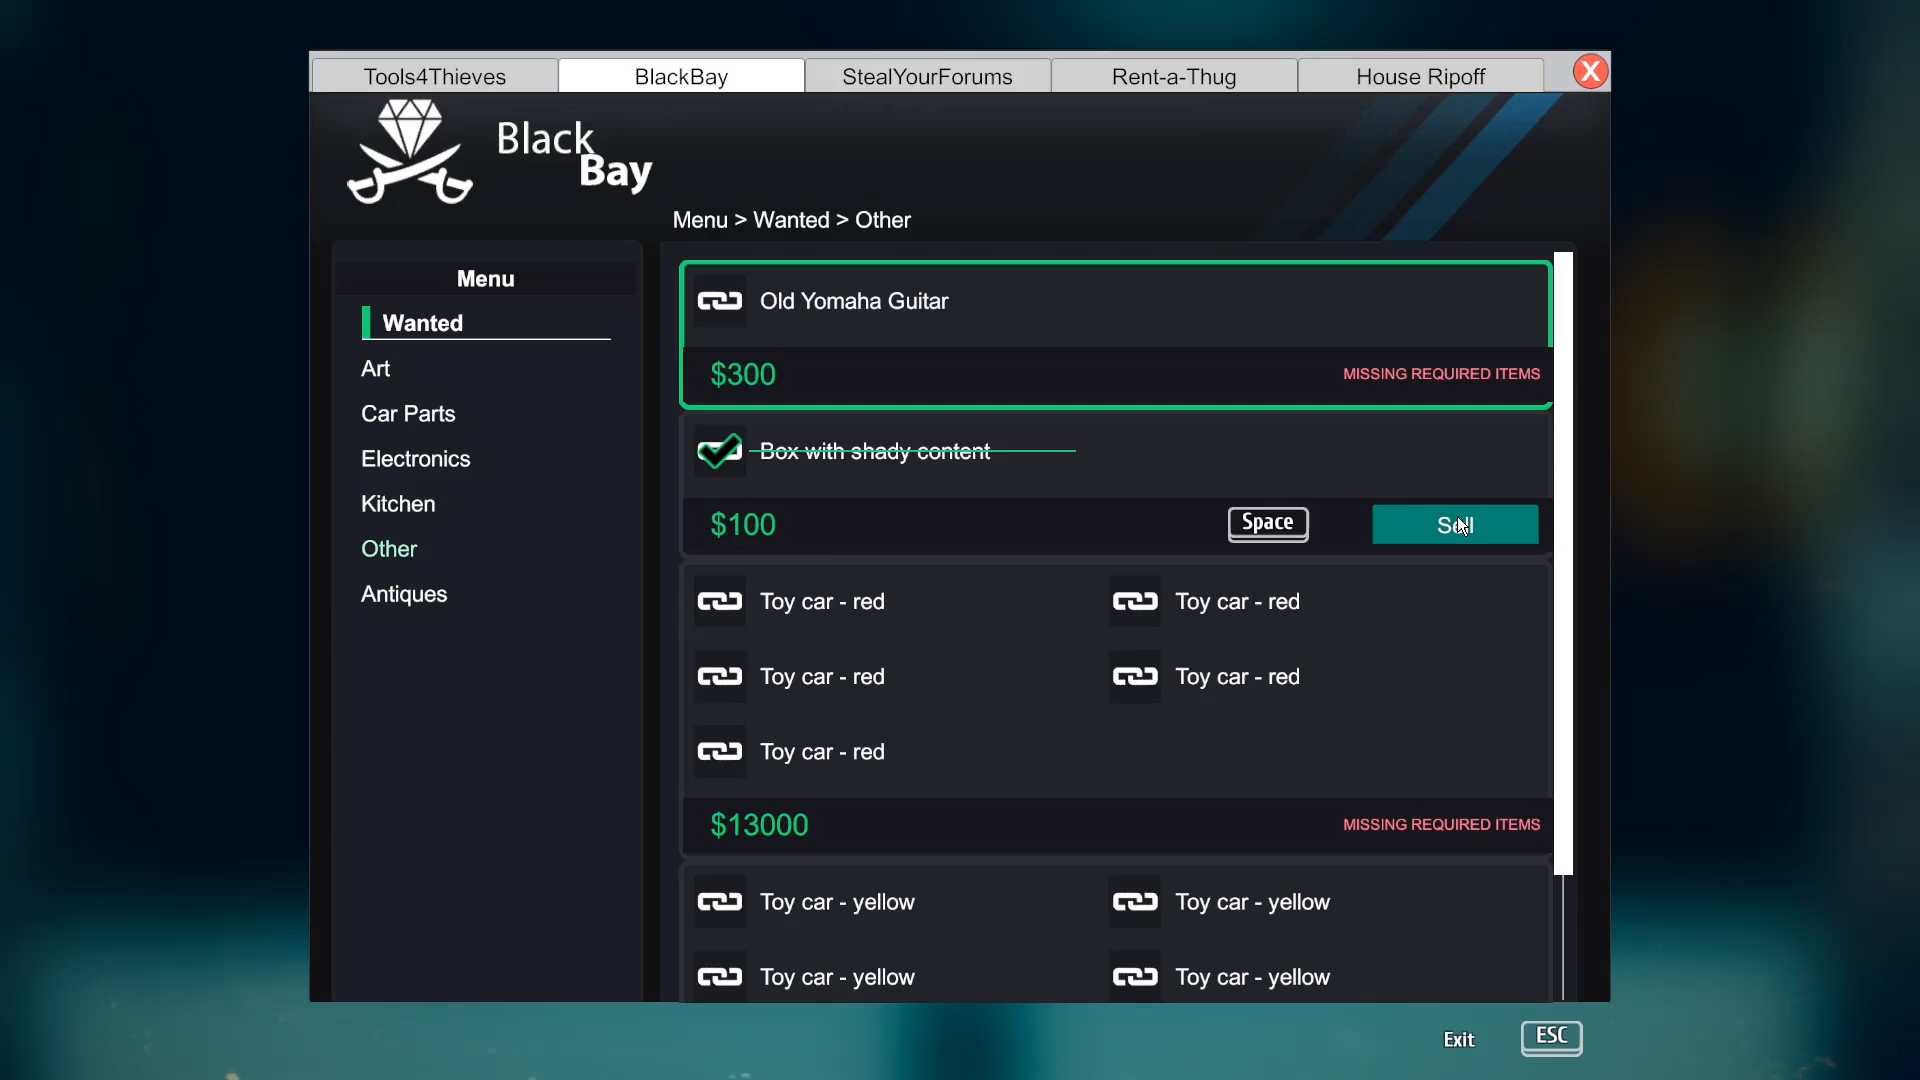 Tools4Thieves
BlackBay
StealYourForums
Rent-a-Thug
House Ripoff
X
Black
Bay
Menu > Wanted > Other
Menu
Wanted
Art
Car Parts
Electronics
Kitchen
Other
Antiques
Old Yomaha Guitar
$300
MISSING REQUIRED ITEMS
Box with shady content
$100
Space
Sell
Toy car - red
Toy car - red
Toy car - red
Toy car - red
Toy car - red
$13000
MISSING REQUIRED ITEMS
Toy car - yellow
Toy car - yellow
Toy car - yellow
Toy car - yellow
Exit
ESC